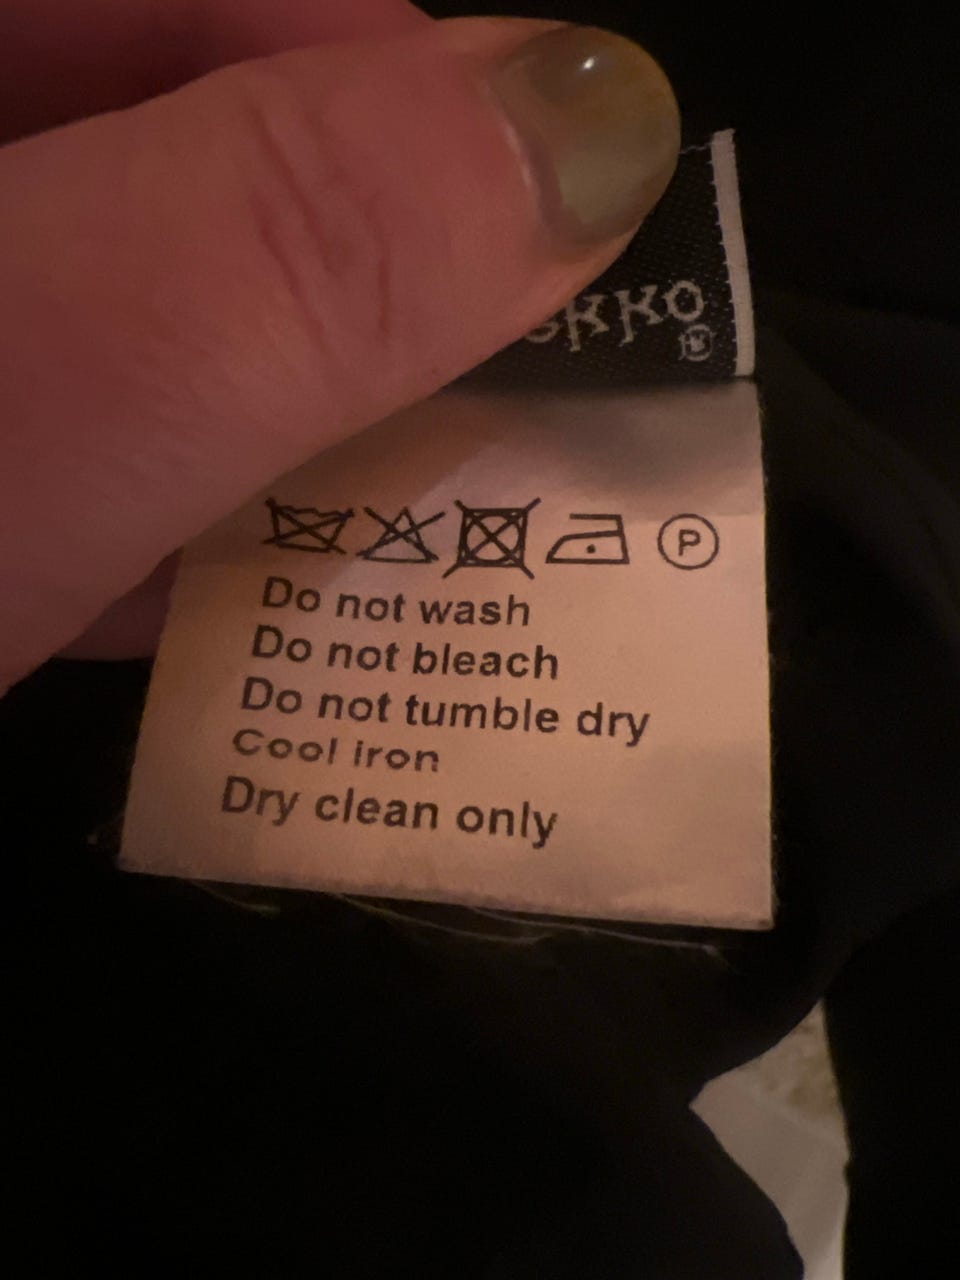 P
Do not wash
Do not bleach
Do not tumble dry
Cool iron
Dry clean only